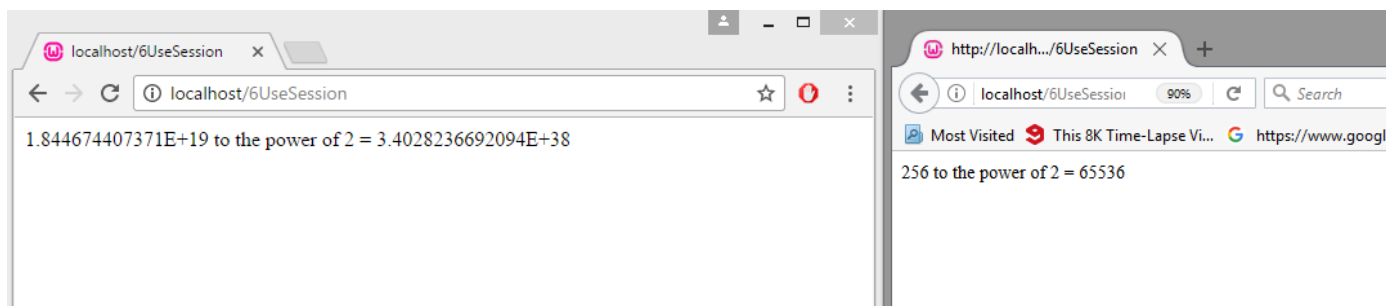 localhost/6UseSession
localhost/6UseSession
1.844674407371E+19 to the power of 2 = 3.4028236692094E+38
http://localh.../6UseSession
localhost/6UseSessio
90%
Search
Most Visited
This 8K Time-Lapse Vi...
https://www.googl
256 to the power of 2 = 65536